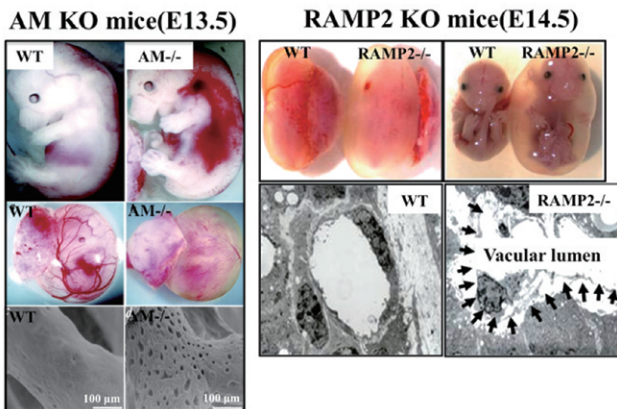 AM KO mice(E13.5)
WT
AM-/-
WT
AM-/-
WT
AM-/-
100 μm
100 μm
RAMP2 KO mice(E14.5)
WT
RAMP2-/-
WT
RAMP2-/-
WT
RAMP2-/-
Vacular lumen